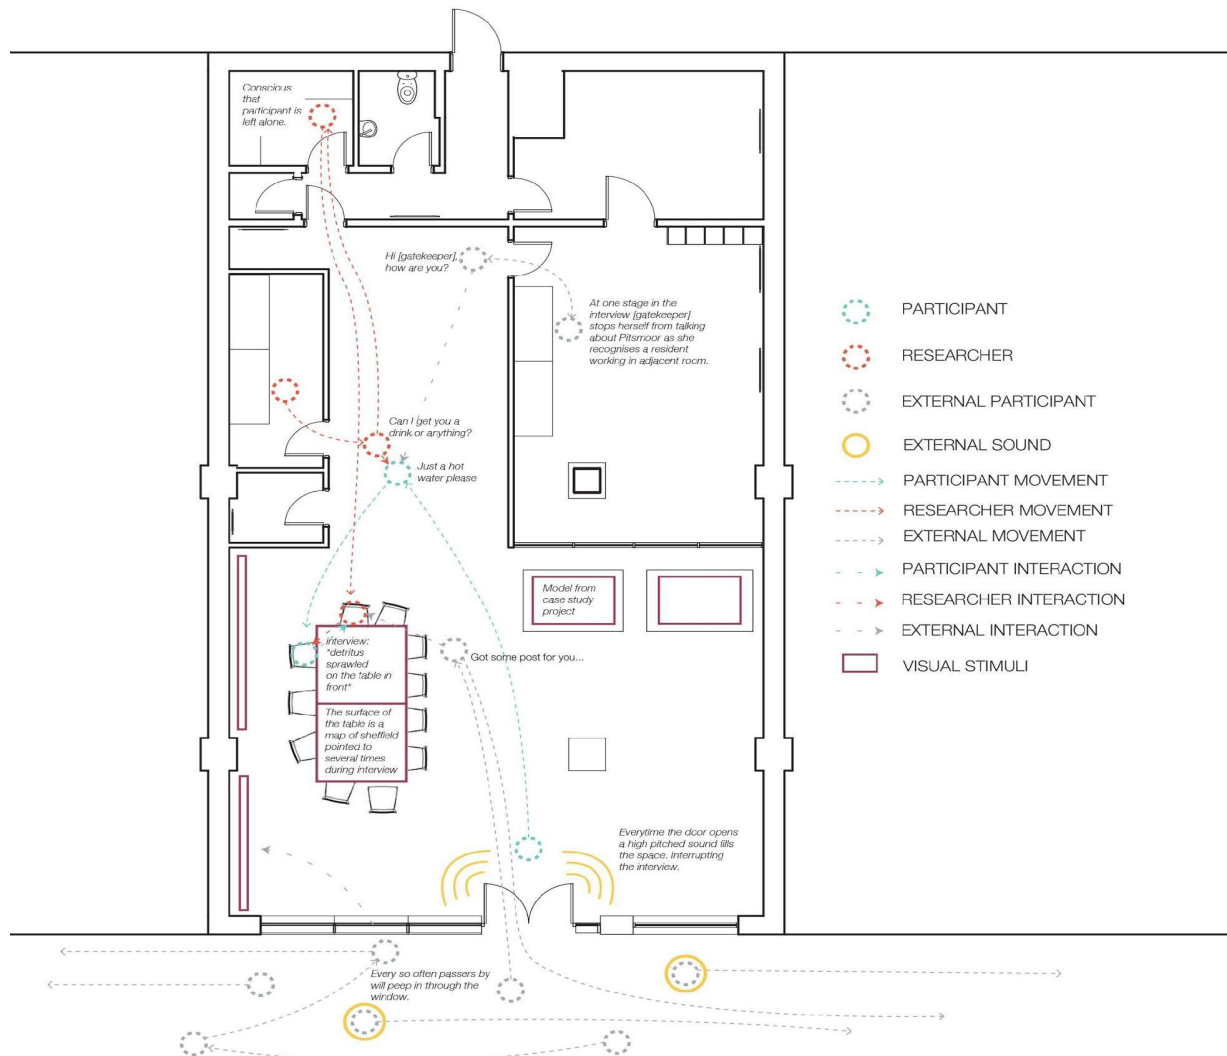 Conscious
that
participant is
left alone.
Hi [gatekeeper],
how are you?
At one stage in the
interview [gatekeeper]
stops herself from talking
about Pitsmoor as she
recognises a resident
working in adjacent room.
Can I get you a
drink or anything?
Just a hot
water please
Model from
case study
project
interview:
*detritus
sprawled
on the table in
front*
Got some post for you...
The surface of
the table is a
map of sheffield
pointed to
several times
during interview
Everytime the door opens
a high pitched sound fills
the space. Interrupting
the interview.
Every so often passers by
will peep in through the
window.
PARTICIPANT
RESEARCHER
EXTERNAL PARTICIPANT
EXTERNAL SOUND
PARTICIPANT MOVEMENT
RESEARCHER MOVEMENT
EXTERNAL MOVEMENT
PARTICIPANT INTERACTION
RESEARCHER INTERACTION
EXTERNAL INTERACTION
VISUAL STIMULI